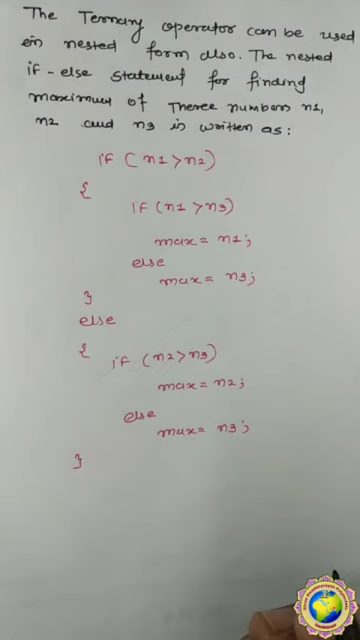 The Ternary operator can be used
in nested form also. The nested
if-else statement for finding
maximum of Theree numbers n1,
n2 and n3 is written as:
if (n1>n2)
{
if (n1>n3)
max = n1;
else
max = n3;
}
else
{ if (n2>n3)
max = n2;
else
max = n3;
}